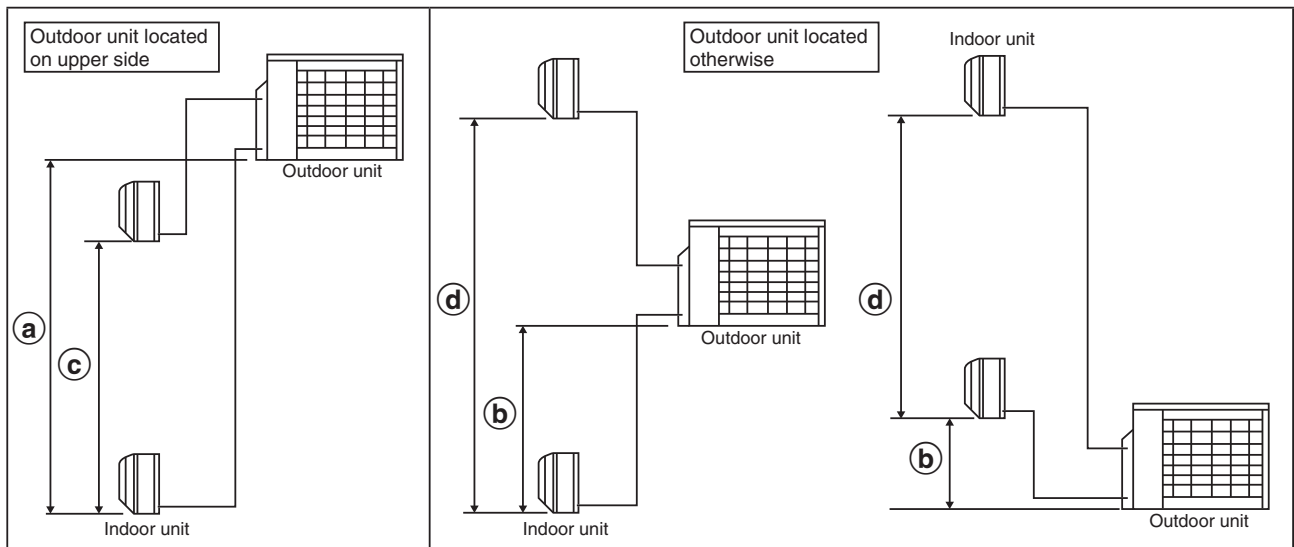 Outdoor unit located
on upper side
Outdoor unit
a
c
Indoor unit
Outdoor unit located
otherwise
d
Outdoor unit
b
Indoor unit
Indoor unit
d
b
Outdoor unit